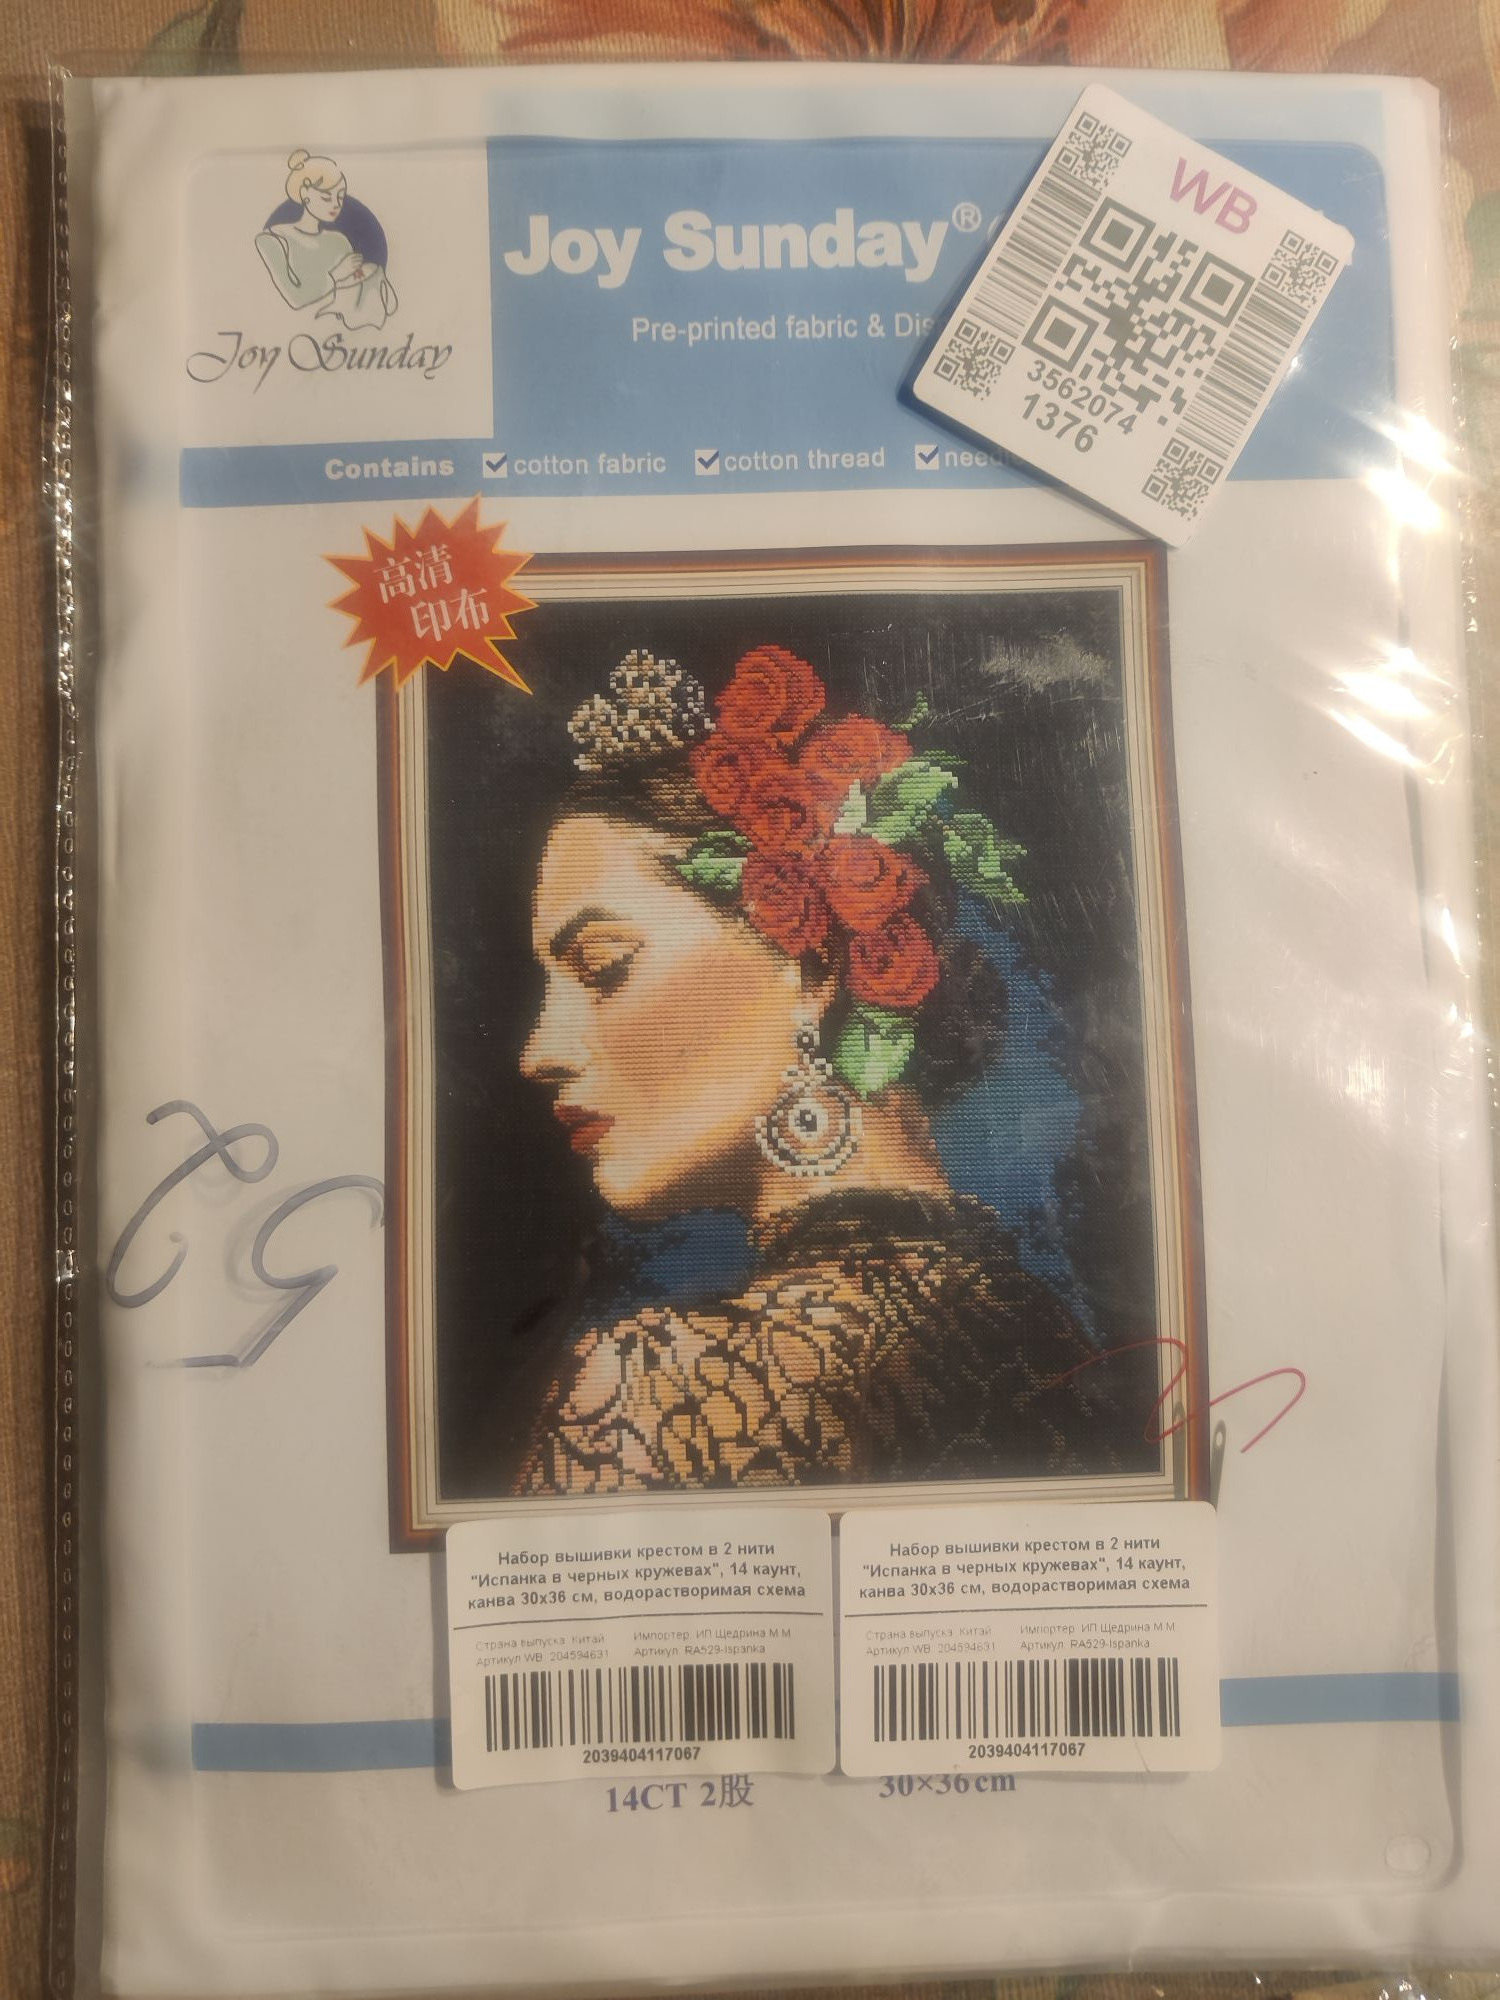 Joy Sunday
Joy Sunday®
Pre-printed fabric &
Contains cotton fabric cotton thread
WB
3562074
1376
高清
印布
Набор вышивки крестом в 2 нити
"Испанка в черных кружевах", 14 каунт,
канва 30х36 см, водорастворимая схема
Страна выпуска: Китай Импортер: ИП Щедрина М.М.
Артикул WB: 204594631 Артикул: RA529-Ispanka
2039404117067
Набор вышивки крестом в 2 нити
"Испанка в черных кружевах", 14 каунт,
канва 30х36 см, водорастворимая схема
Страна выпуска: Китай Импортер: ИП Щедрина М.М.
Артикул WB: 204594631 Артикул: RA529-Ispanka
2039404117067
14CT 2股 30×36cm